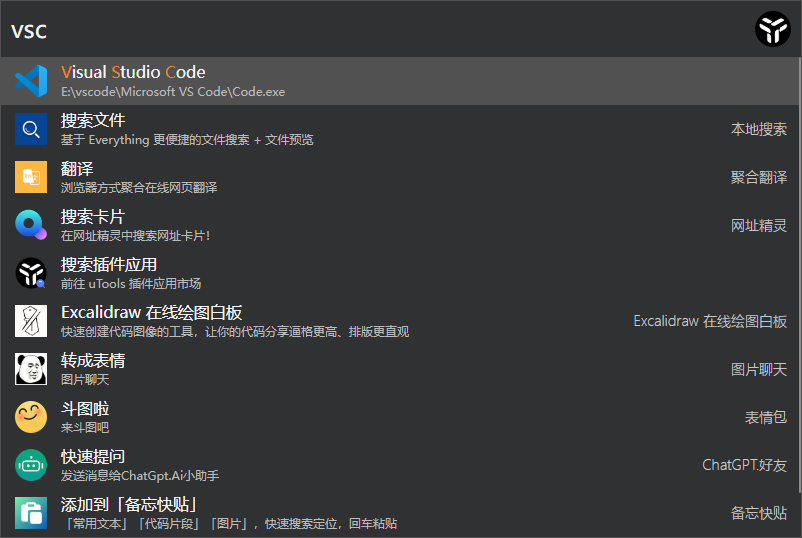 VSC
Visual Studio Code
E:\vscode\Microsoft VS Code\Code.exe
搜索文件
基于 Everything 更便捷的文件搜索 + 文件预览
本地搜索
翻译
浏览器方式聚合在线网页翻译
聚合翻译
搜索卡片
在网址精灵中搜索网址卡片!
网址精灵
搜索插件应用
前往 uTools 插件应用市场
Excalidraw 在线绘图白板
快速创建代码图像的工具，让你的代码分享逼格更高、排版更直观
Excalidraw 在线绘图白板
转成表情
图片聊天
图片聊天
斗图啦
来斗图吧
表情包
快速提问
发送消息给ChatGpt.Ai小助手
ChatGPT.好友
添加到「备忘快贴」
「常用文本」「代码片段」「图片」，快速搜索定位，回车粘贴
备忘快贴